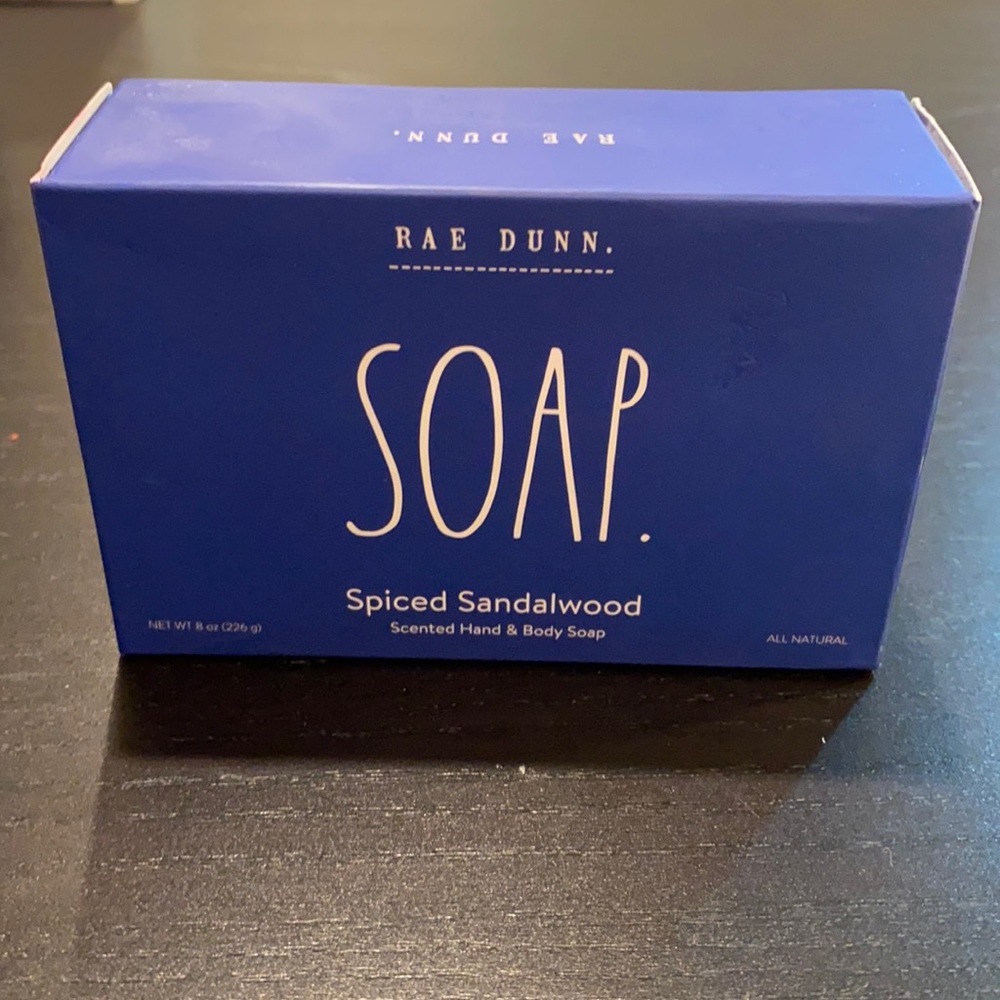 RAE DUNN.
RAE DUNN.
SOAP.
Spiced Sandalwood
Scented Hand & Body Soap
NET WT 8 oz (226 g)
ALL NATURAL